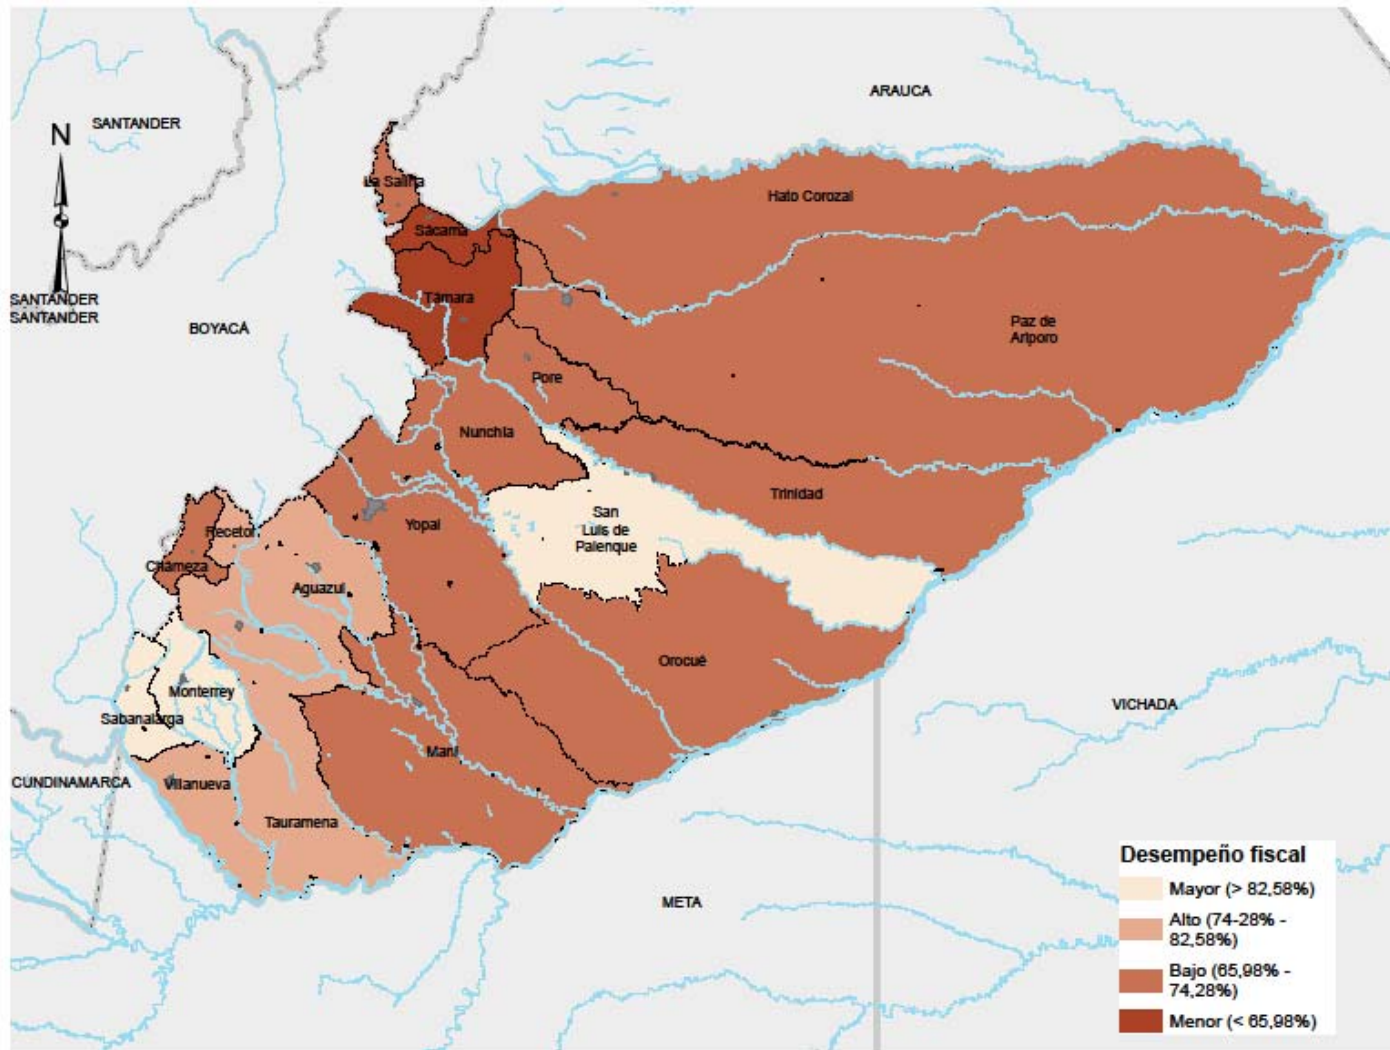 ARAUCA
SANTANDER
N
La Salina
Hato Corozal
Sácama
Támara
SANTANDER
SANTANDER
BOYACÁ
Paz de
Ariporo
Pore
Nunchía
Trinidad
San
Luis de
Palenque
Yopal
Recetor
Chámeza
Aguazul
Orocué
Monterrey
Sabanalarga
VICHADA
Maní
CUNDINAMARCA
Villanueva
Tauramena
META
Desempeño fiscal
Mayor (> 82,58%)
Alto (74-28% -
82,58%)
Bajo (65,98% -
74,28%)
Menor (< 65,98%)